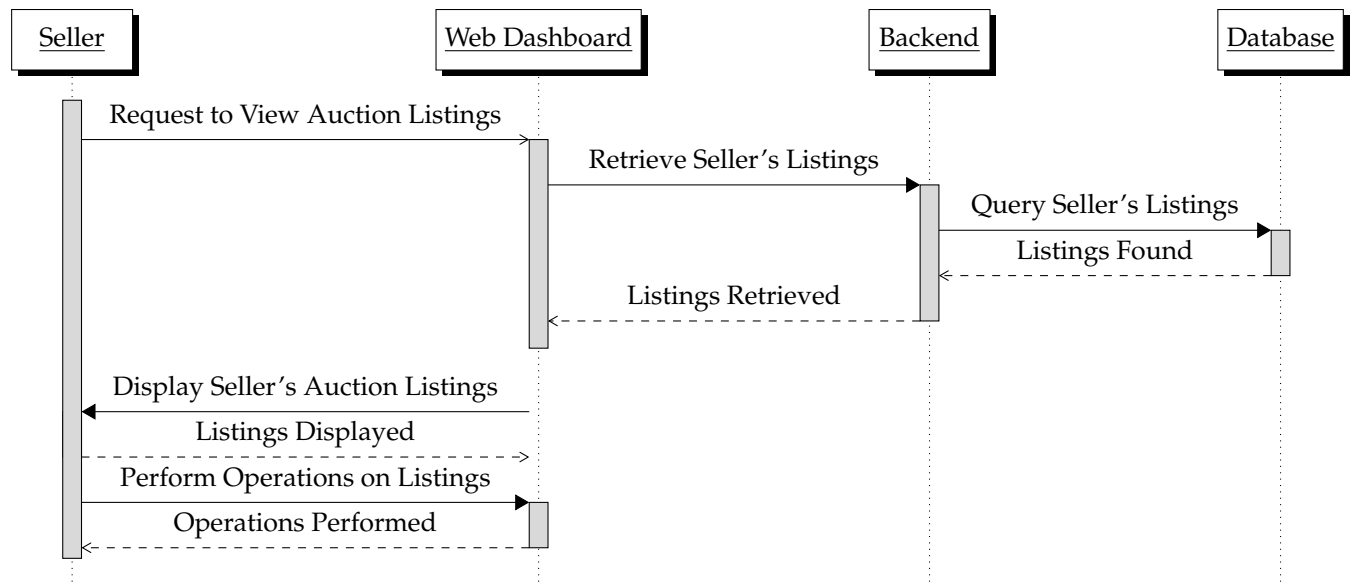 Seller
Web Dashboard
Backend
Database
Request to View Auction Listings
Retrieve Seller’s Listings
Query Seller’s Listings
Listings Found
Listings Retrieved
Display Seller’s Auction Listings
Listings Displayed
Perform Operations on Listings
Operations Performed